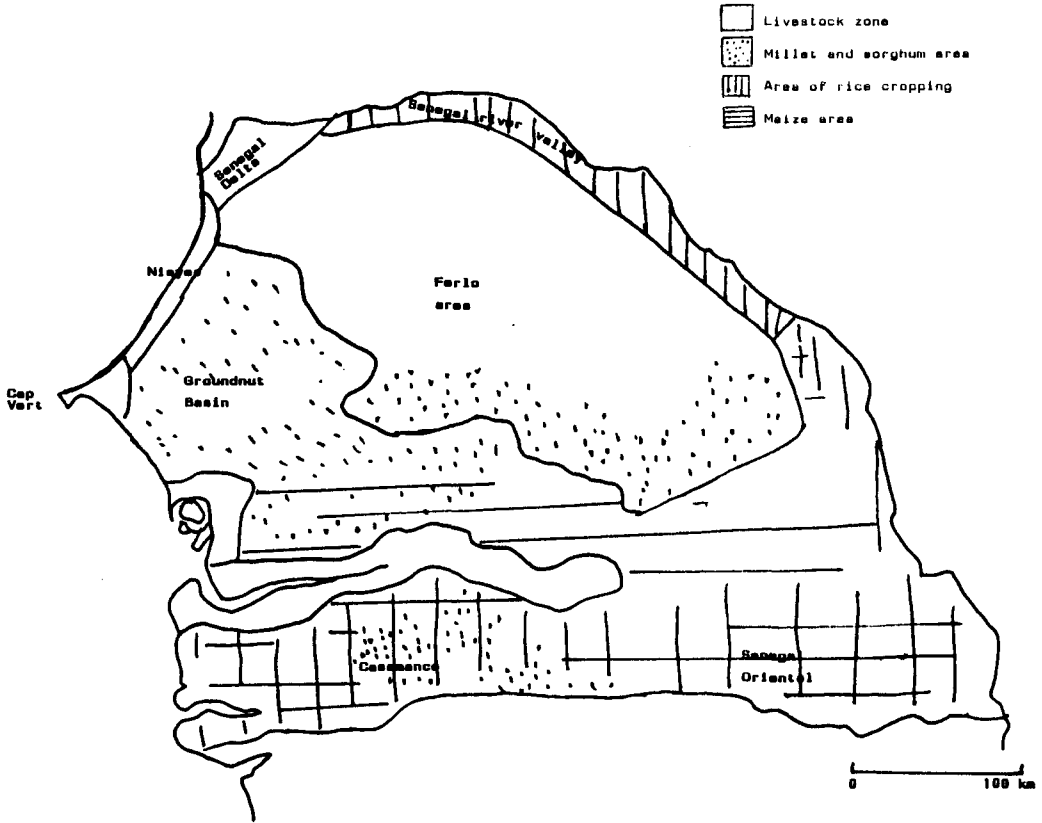 Livestock zone
Millet and sorghum area
Area of rice cropping
Maize area
Senegal river valley
Senegal
Delta
Niayes
Ferlo
area
Groundnut
Basin
Cap
Vert
Casamance
Senega
Oriental
0 100 km